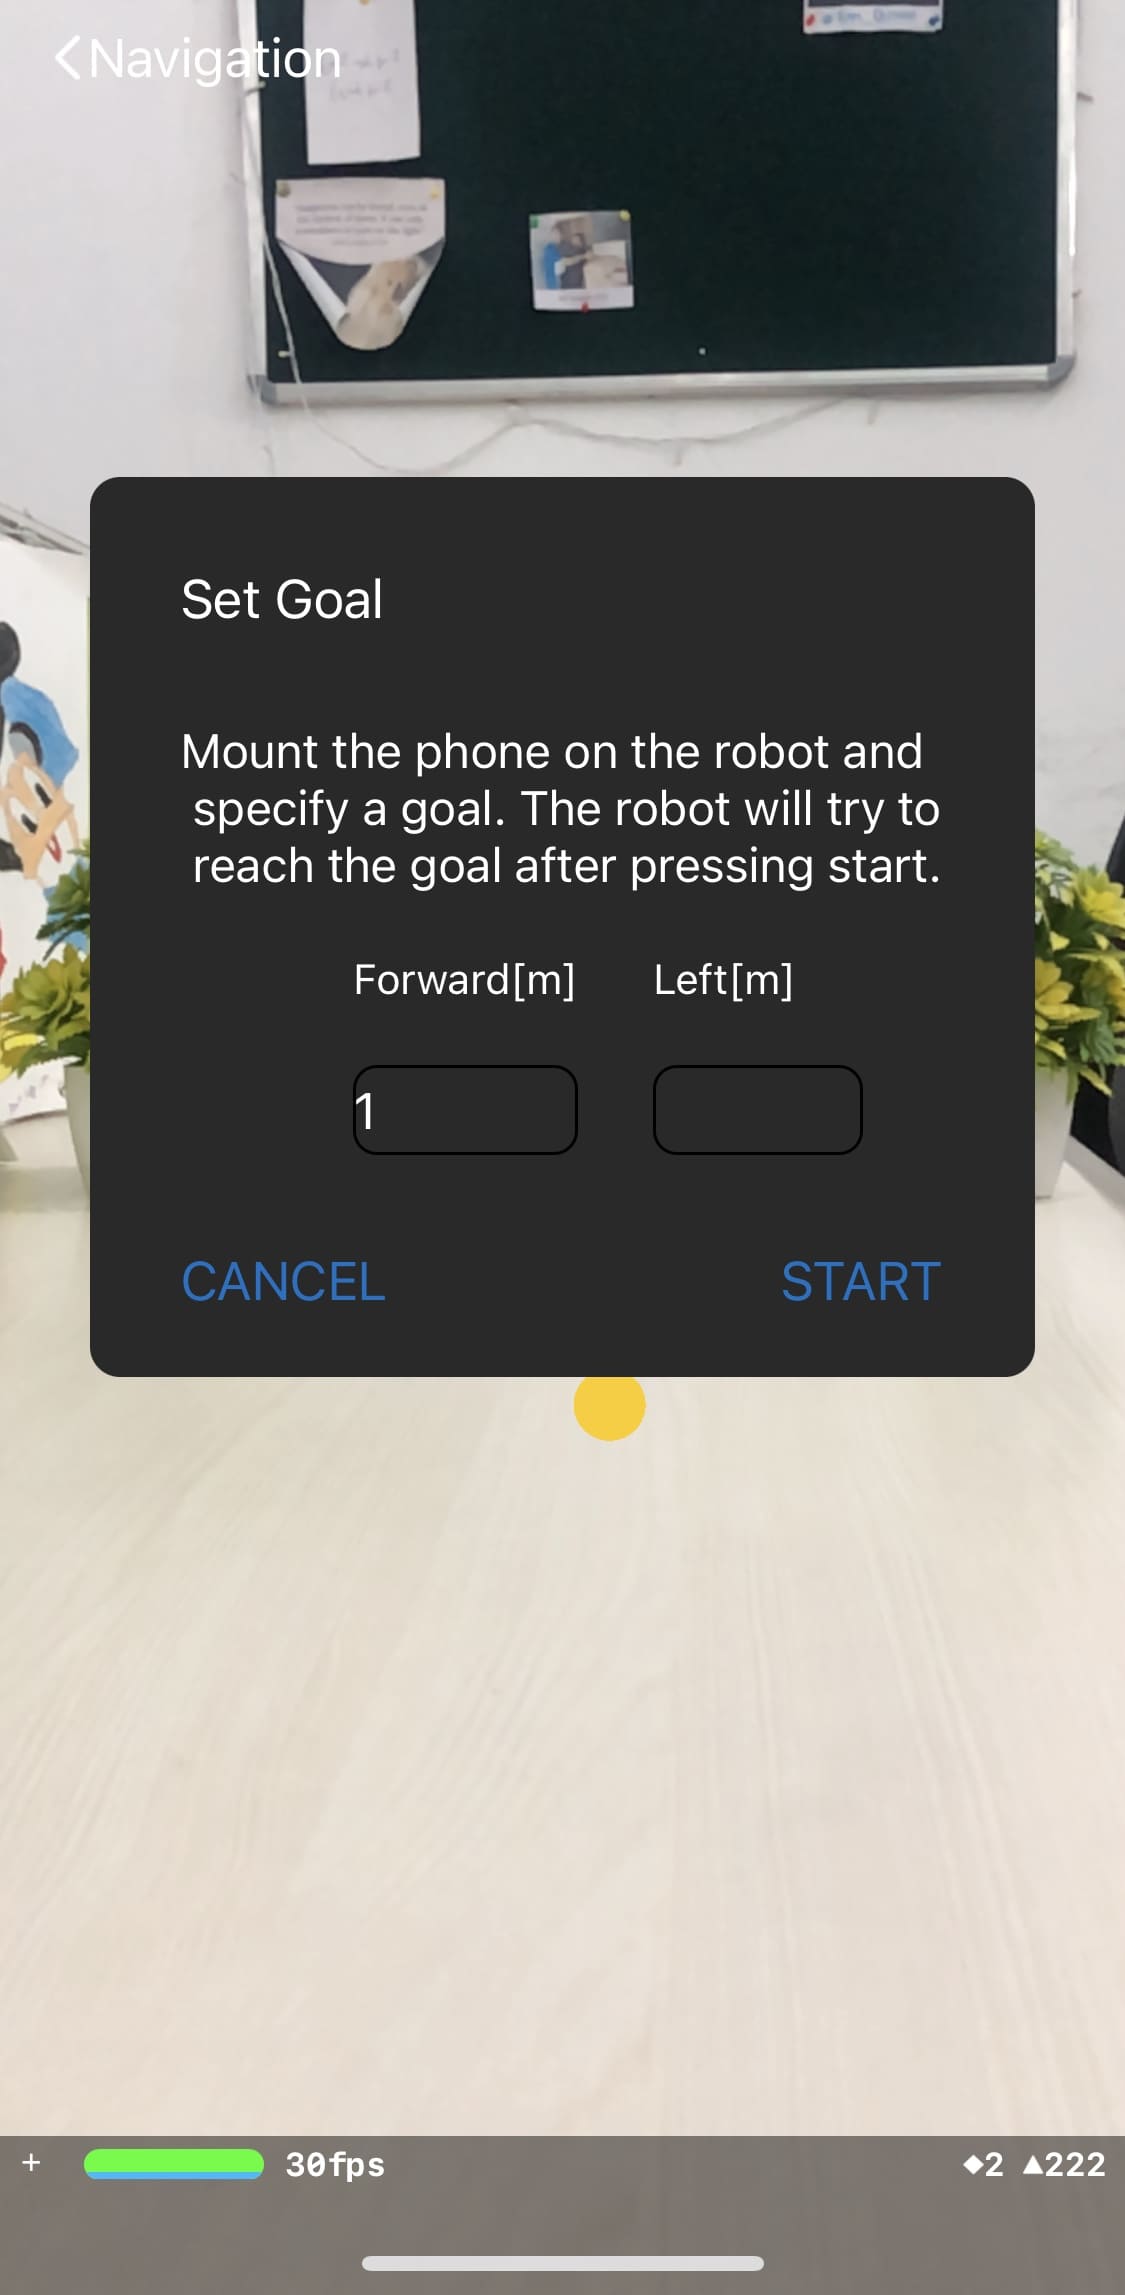 Navigation
Set Goal
Mount the phone on the robot and
specify a goal. The robot will try to
reach the goal after pressing start.
Forward[m] Left[m]
1
CANCEL START
+ 30fps ◆2 ▲222